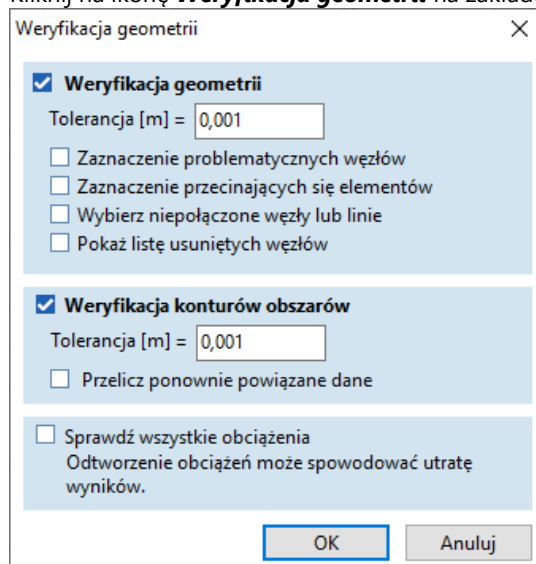 Kliknij na ikonę Weryfikacja geometrii na zakład
Weryfikacja geometrii
Weryfikacja geometrii
Tolerancja [m] = 0,001
Zaznaczenie problematycznych węzłów
Zaznaczenie przecinających się elementów
Wybierz niepołączone węzły lub linie
Pokaż listę usuniętych węzłów
Weryfikacja konturów obszarów
Tolerancja [m] = 0,001
Przelicz ponownie powiązane dane
Sprawdź wszystkie obciążenia
Odtworzenie obciążeń może spowodować utratę
wyników.
OK Anuluj